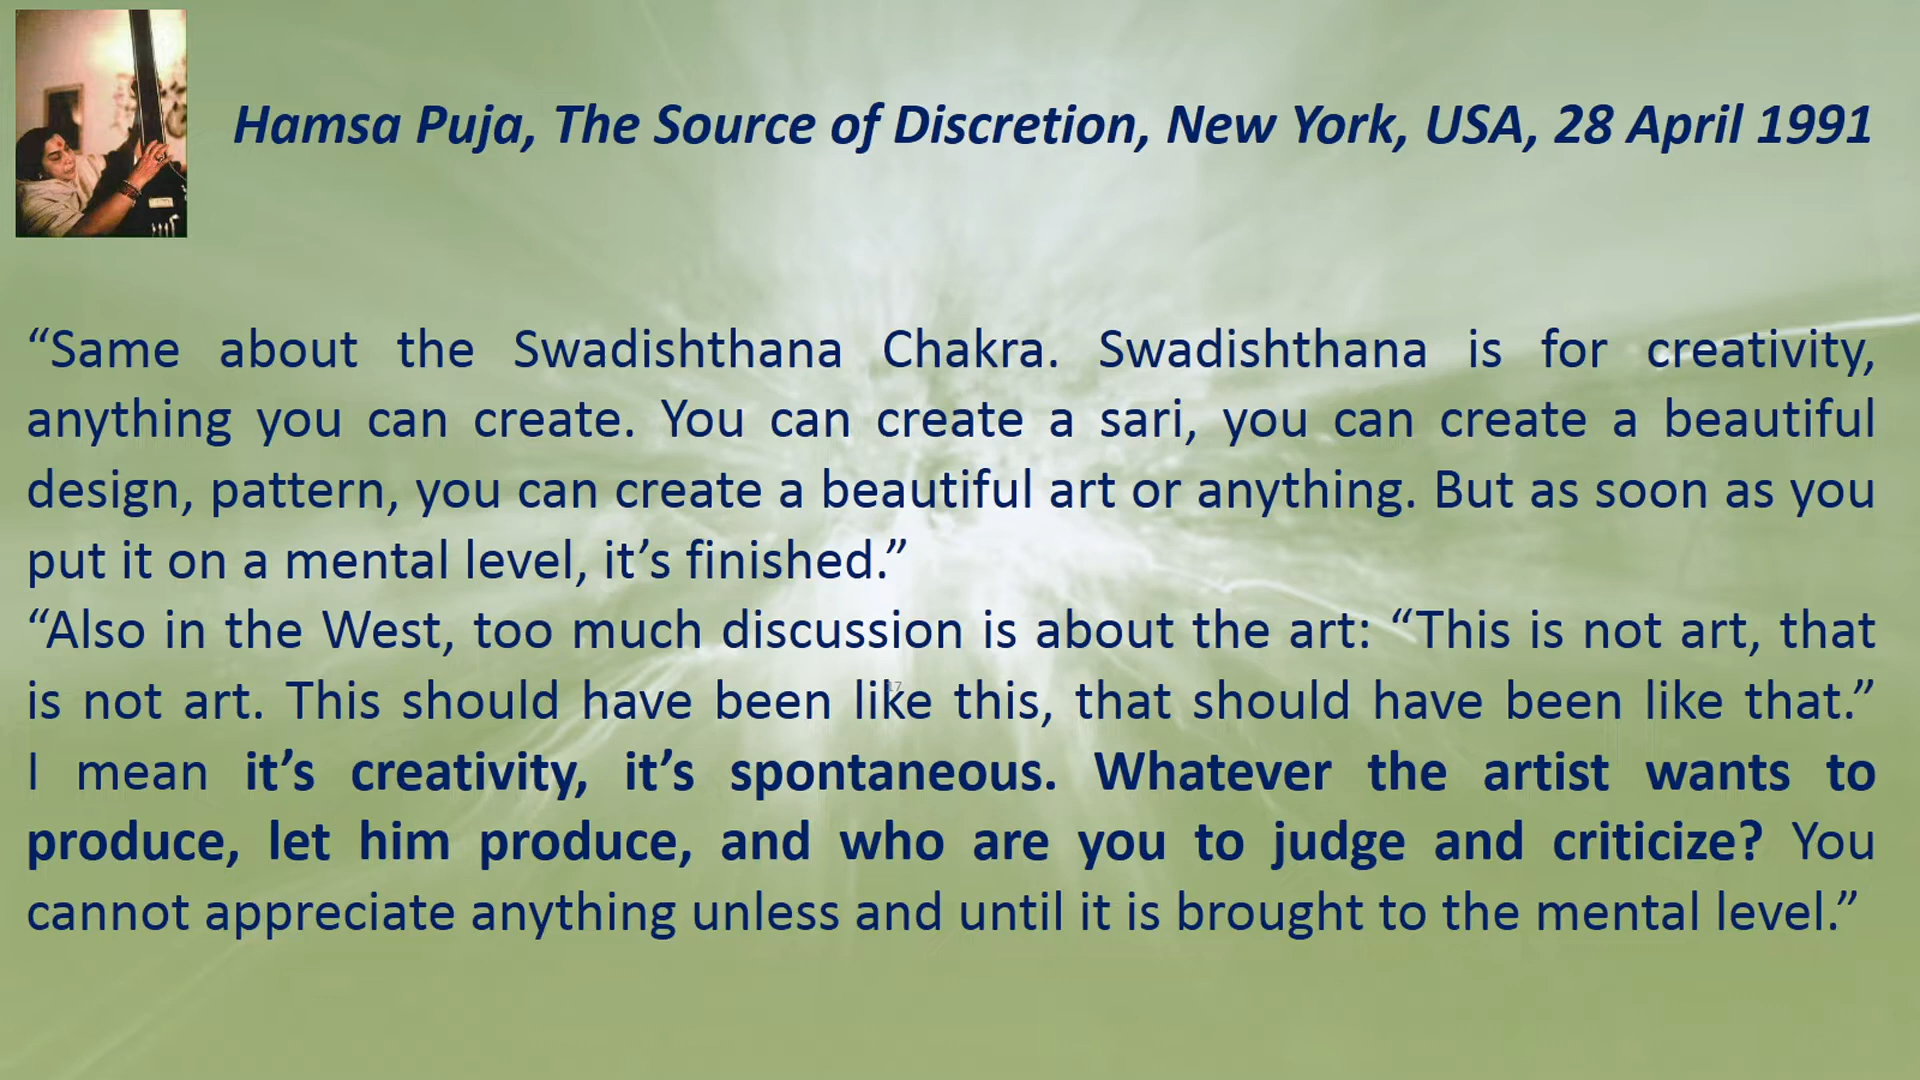 Hamsa Puja, The Source of Discretion, New York, USA, 28 April 1991
“Same about the Swadishthana Chakra. Swadishthana is for creativity,
anything you can create. You can create a sari, you can create a beautiful
design, pattern, you can create a beautiful art or anything. But as soon as you
put it on a mental level, it’s finished.”
“Also in the West, too much discussion is about the art: “This is not art, that
is not art. This should have been like this, that should have been like that.”
17
I mean it’s creativity, it’s spontaneous. Whatever the artist wants to
produce, let him produce, and who are you to judge and criticize? You
cannot appreciate anything unless and until it is brought to the mental level.”